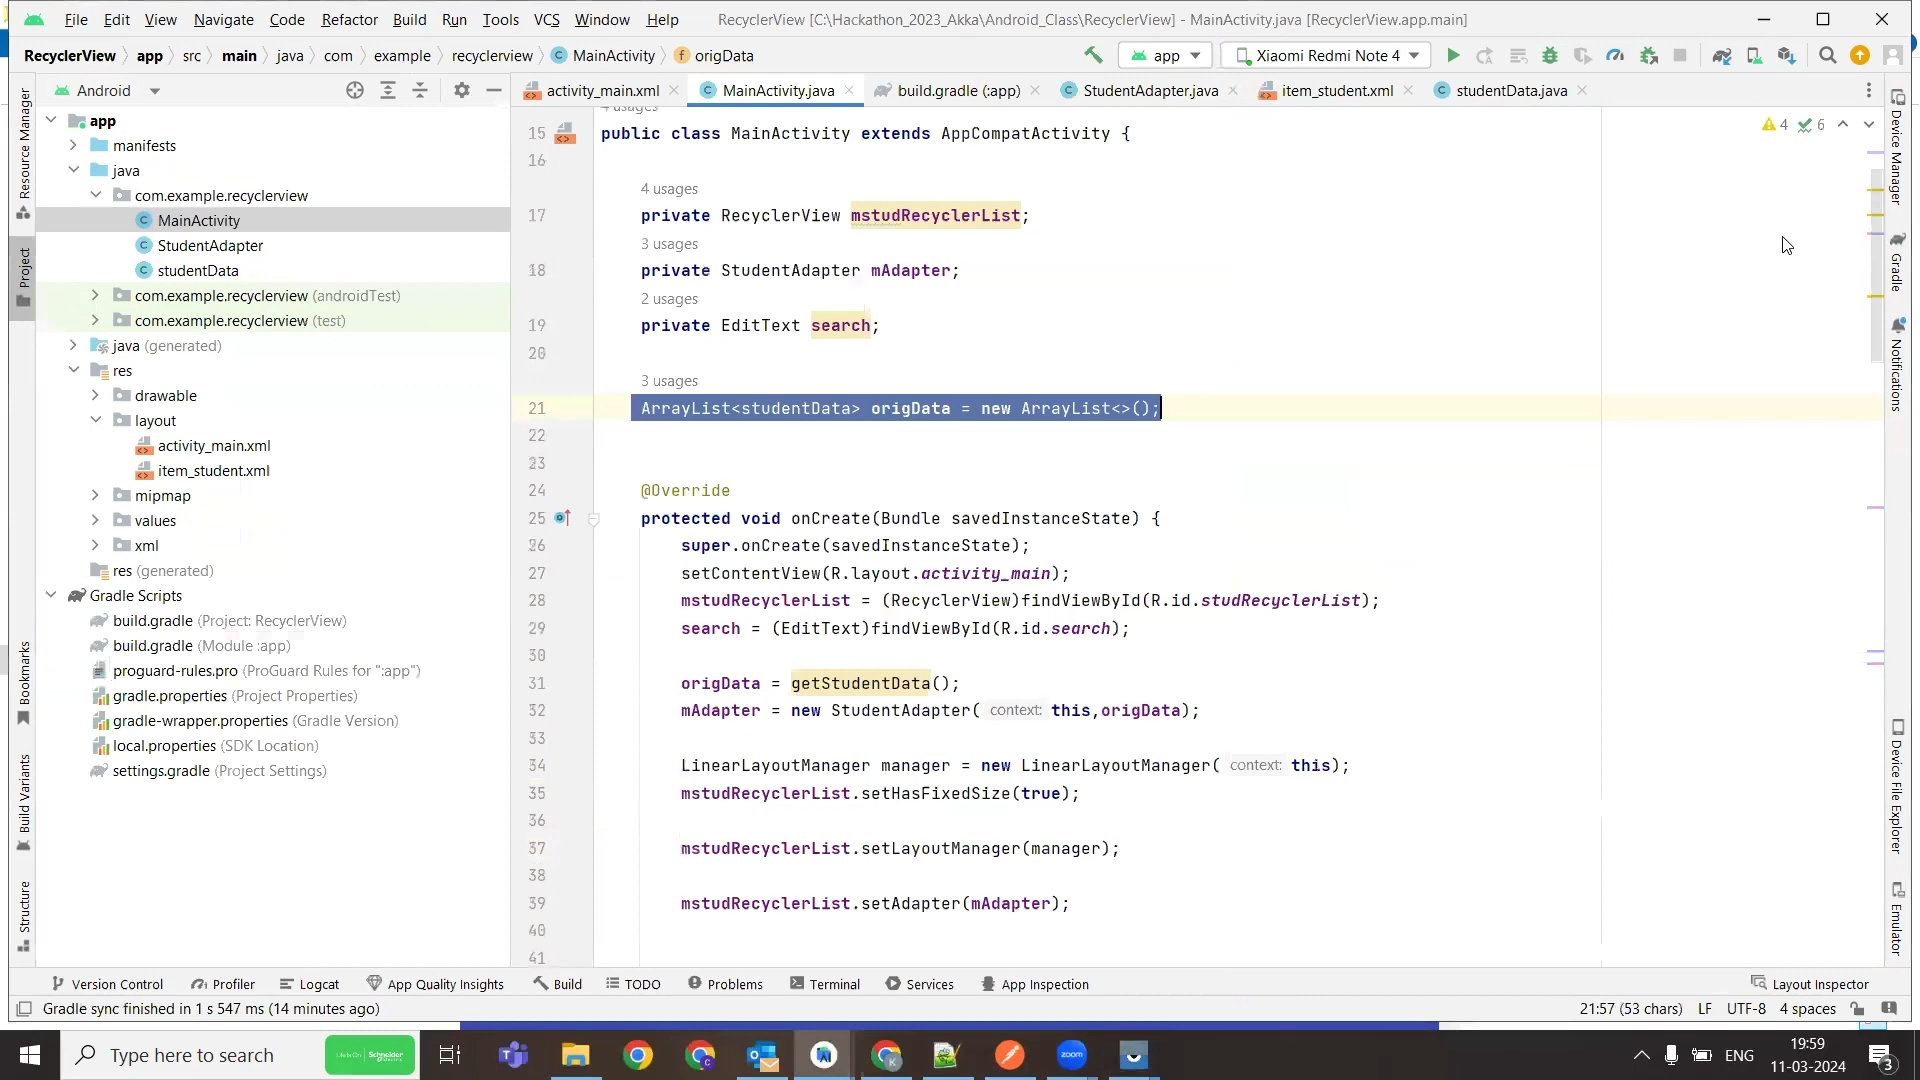 File Edit View Navigate Code Refactor Build Run Tools VCS Window Help RecyclerView [C:\Hackathon_2023_Akka\Android_Class\RecyclerView] - MainActivity.java [RecyclerView.app.main]
RecyclerView app src main java com example recyclerview MainActivity origData app Xiaomi Redmi Note 4
Android activity_main.xml MainActivity.java build.gradle (:app) StudentAdapter.java item_student.xml studentData.java
Resource Manager
Project
Bookmarks
Build Variants
Structure
app
manifests
java
com.example.recyclerview
MainActivity
StudentAdapter
studentData
com.example.recyclerview (androidTest)
com.example.recyclerview (test)
java (generated)
res
drawable
layout
activity_main.xml
item_student.xml
mipmap
values
xml
res (generated)
Gradle Scripts
build.gradle (Project: RecyclerView)
build.gradle (Module :app)
proguard-rules.pro (ProGuard Rules for ":app")
gradle.properties (Project Properties)
gradle-wrapper.properties (Gradle Version)
local.properties (SDK Location)
settings.gradle (Project Settings)
4 usages
15 public class MainActivity extends AppCompatActivity {
4 6
16
4 usages
17 private RecyclerView mstudRecyclerList;
3 usages
18 private StudentAdapter mAdapter;
2 usages
19 private EditText search;
20
3 usages
21 ArrayList<studentData> origData = new ArrayList<>();
22
23
24 @Override
25 protected void onCreate(Bundle savedInstanceState) {
26 super.onCreate(savedInstanceState);
27 setContentView(R.layout.activity_main);
28 mstudRecyclerList = (RecyclerView)findViewById(R.id.studRecyclerList);
29 search = (EditText)findViewById(R.id.search);
30
31 origData = getStudentData();
32 mAdapter = new StudentAdapter( context: this,origData);
33
34 LinearLayoutManager manager = new LinearLayoutManager( context: this);
35 mstudRecyclerList.setHasFixedSize(true);
36
37 mstudRecyclerList.setLayoutManager(manager);
38
39 mstudRecyclerList.setAdapter(mAdapter);
40
41
Device Manager
Gradle
Notifications
Device File Explorer
Emulator
Version Control Profiler Logcat App Quality Insights Build TODO Problems Terminal Services App Inspection Layout Inspector
Gradle sync finished in 1 s 547 ms (14 minutes ago) 21:57 (53 chars) LF UTF-8 4 spaces
Type here to search Schneider zoom ENG 19:59
11-03-2024 3